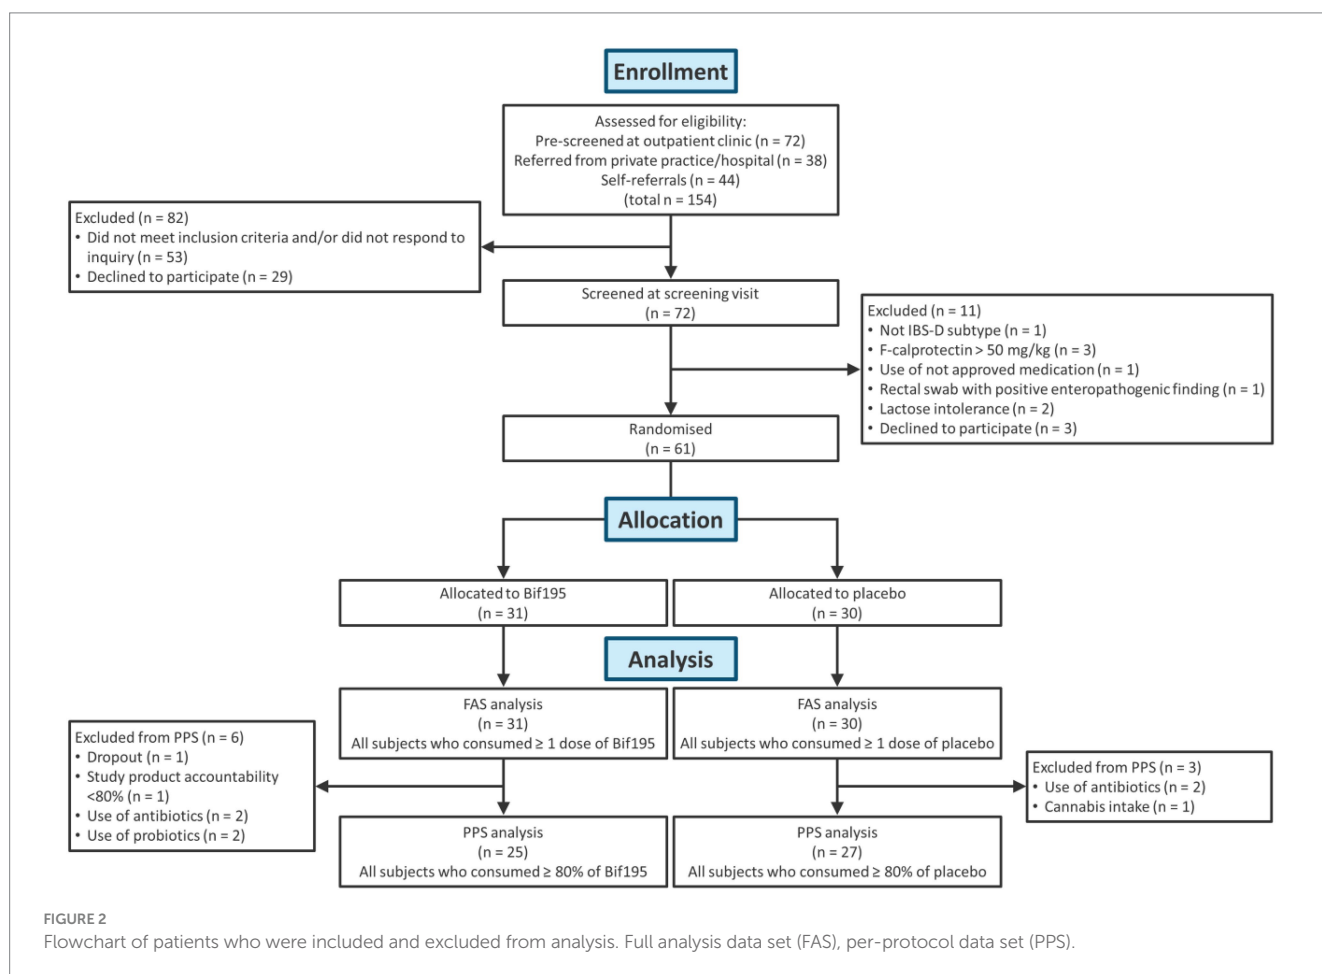 Enrollment
Assessed for eligibility:
Pre-screened at outpatient clinic (n = 72)
Referred from private practice/hospital (n = 38)
Self-referrals (n = 44)
(total n = 154)
Excluded (n = 82)
• Did not meet inclusion criteria and/or did not respond to
inquiry (n = 53)
• Declined to participate (n = 29)
Screened at screening visit
(n = 72)
Excluded (n = 11)
• Not IBS-D subtype (n = 1)
• F-calprotectin > 50 mg/kg (n = 3)
• Use of not approved medication (n = 1)
• Rectal swab with positive enteropathogenic finding (n = 1)
• Lactose intolerance (n = 2)
• Declined to participate (n = 3)
Randomised
(n = 61)
Allocation
Allocated to Bif195
(n = 31)
Allocated to placebo
(n = 30)
Analysis
FAS analysis
(n = 31)
All subjects who consumed ≥ 1 dose of Bif195
FAS analysis
(n = 30)
All subjects who consumed ≥ 1 dose of placebo
Excluded from PPS (n = 6)
• Dropout (n = 1)
• Study product accountability
<80% (n = 1)
• Use of antibiotics (n = 2)
• Use of probiotics (n = 2)
Excluded from PPS (n = 3)
• Use of antibiotics (n = 2)
• Cannabis intake (n = 1)
PPS analysis
(n = 25)
All subjects who consumed ≥ 80% of Bif195
PPS analysis
(n = 27)
All subjects who consumed ≥ 80% of placebo
FIGURE 2
Flowchart of patients who were included and excluded from analysis. Full analysis data set (FAS), per-protocol data set (PPS).